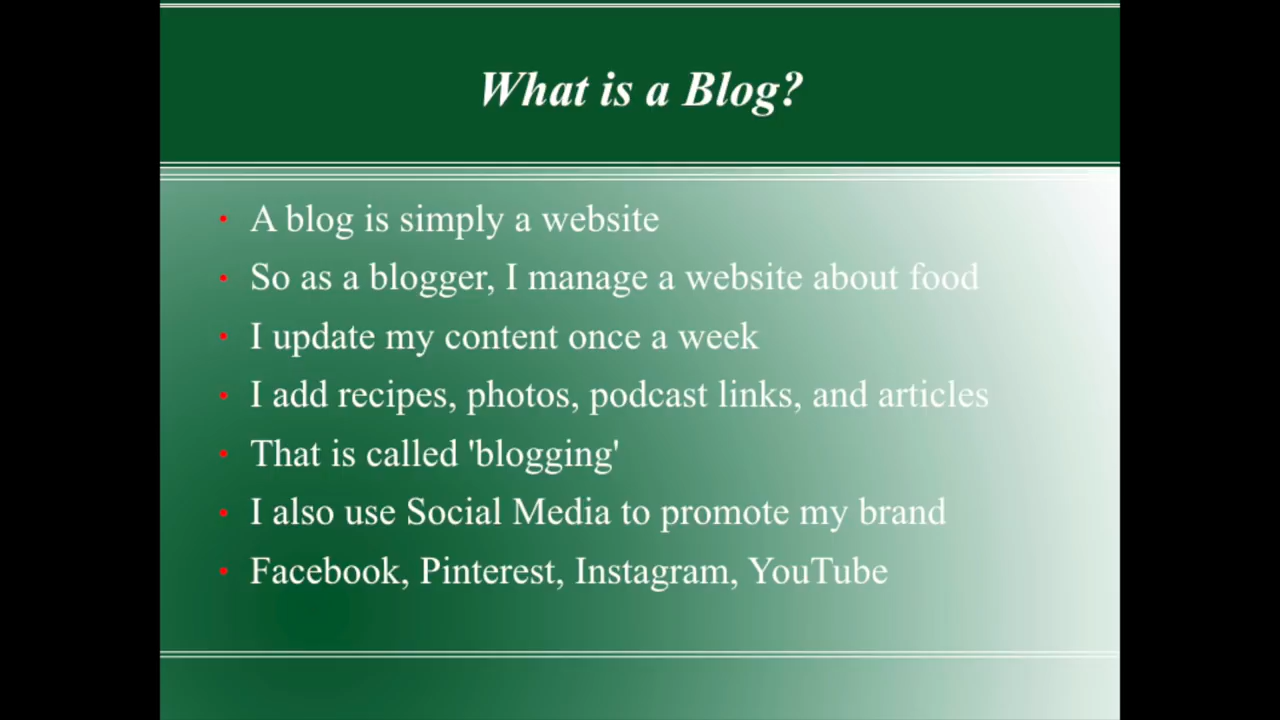 What is a Blog?
A blog is simply a website
So as a blogger, I manage a website about food
I update my content once a week
I add recipes, photos, podcast links, and articles
That is called 'blogging'
I also use Social Media to promote my brand
Facebook, Pinterest, Instagram, YouTube